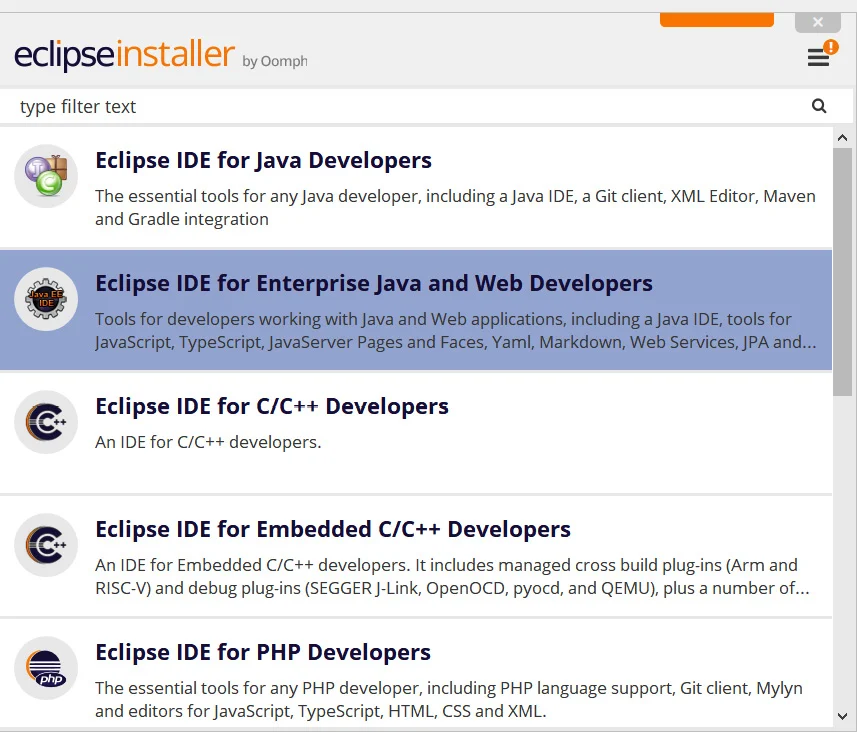 eclipseinstaller by Oomph
type filter text
Eclipse IDE for Java Developers
The essential tools for any Java developer, including a Java IDE, a Git client, XML Editor, Maven
and Gradle integration
Java EE
IDE
Eclipse IDE for Enterprise Java and Web Developers
Tools for developers working with Java and Web applications, including a Java IDE, tools for
JavaScript, TypeScript, JavaServer Pages and Faces, Yaml, Markdown, Web Services, JPA and...
C++
Eclipse IDE for C/C++ Developers
An IDE for C/C++ developers.
C++
Eclipse IDE for Embedded C/C++ Developers
An IDE for Embedded C/C++ developers. It includes managed cross build plug-ins (Arm and
RISC-V) and debug plug-ins (SEGGER J-Link, OpenOCD, pyocd, and QEMU), plus a number of...
php
Eclipse IDE for PHP Developers
The essential tools for any PHP developer, including PHP language support, Git client, Mylyn
and editors for JavaScript, TypeScript, HTML, CSS and XML.